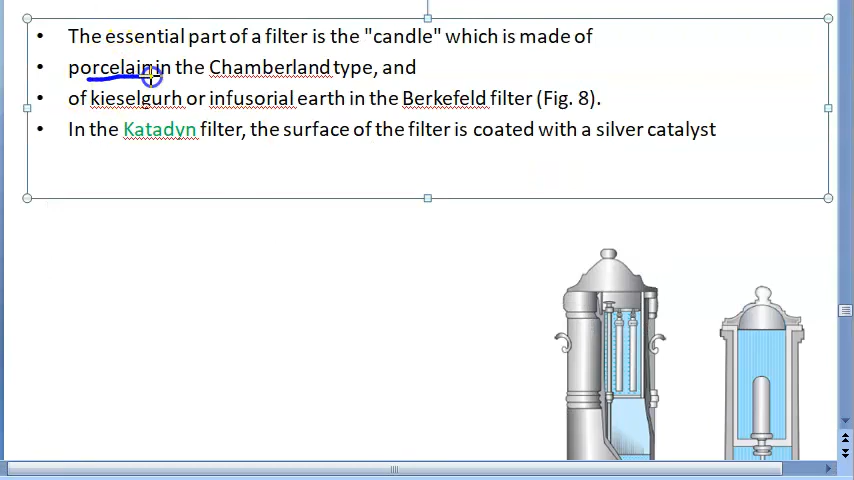 • The essential part of a filter is the "candle" which is made of
• porcelain in the Chamberland type, and
• of kieselgurh or infusorial earth in the Berkefeld filter (Fig. 8).
• In the Katadyn filter, the surface of the filter is coated with a silver catalyst